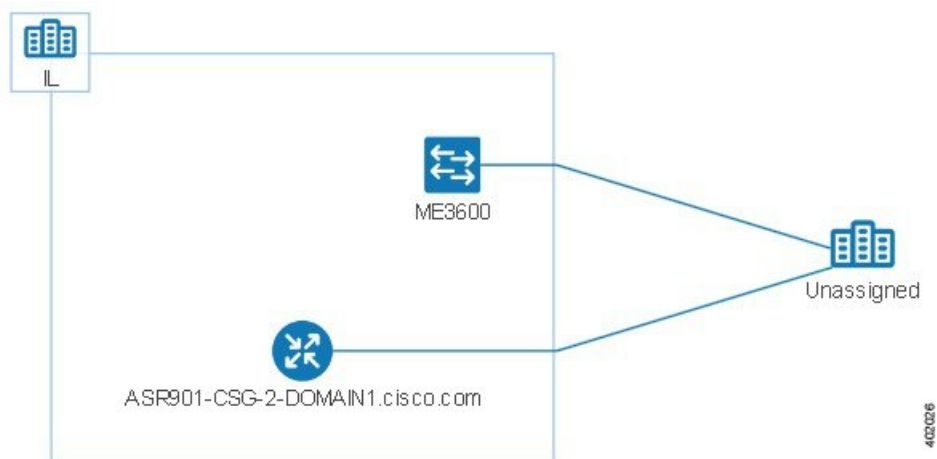 IL
ME3600
Unassigned
ASR901-CSG-2-DOMAIN1.cisco.com
402026